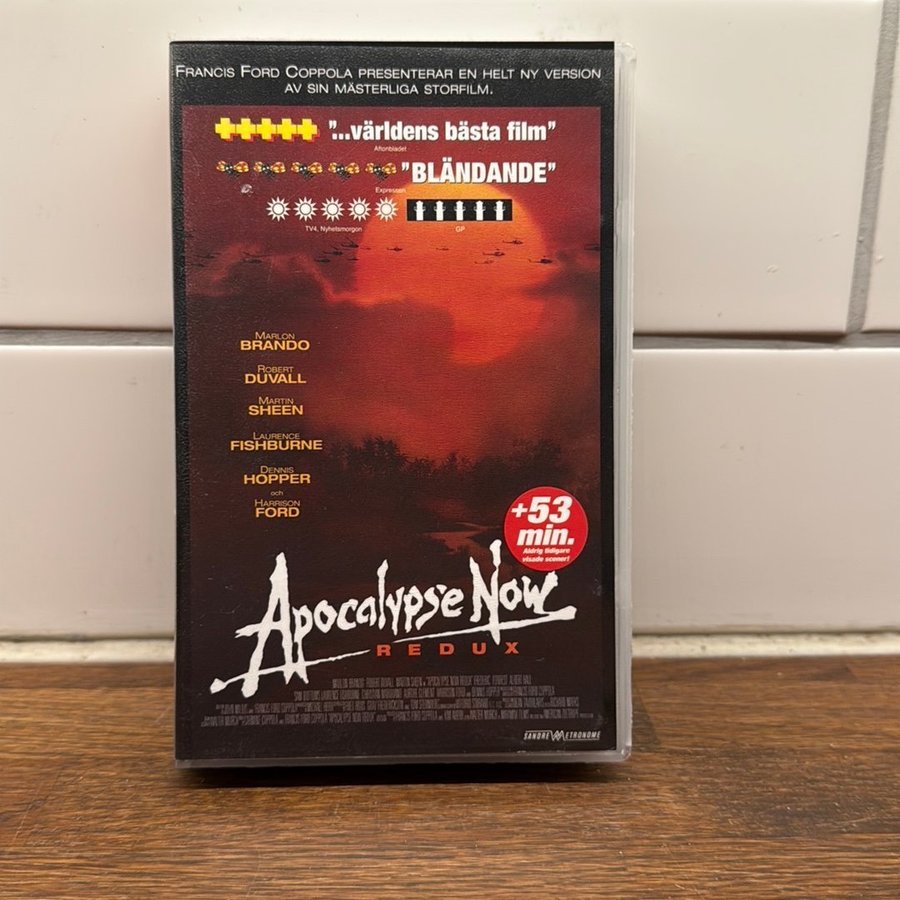 FRANCIS FORD COPPOLA PRESENTERAR EN HELT NY VERSION
AV SIN MÄSTERLIGA STORFILM.
"...världens bästa film"
Aftonbladet
"BLÄNDANDE"
Expressen
TV4, Nyhetsmorgon
GP
MARLON
BRANDO
ROBERT
DUVALL
MARTIN
SHEEN
LAURENCE
FISHBURNE
DENNIS
HOPPER
och
HARRISON
FORD
+53
min.
Aldrig tidigare
visade scener!
APOCALYPSE NOW
REDUX
SANDREW METRONOME